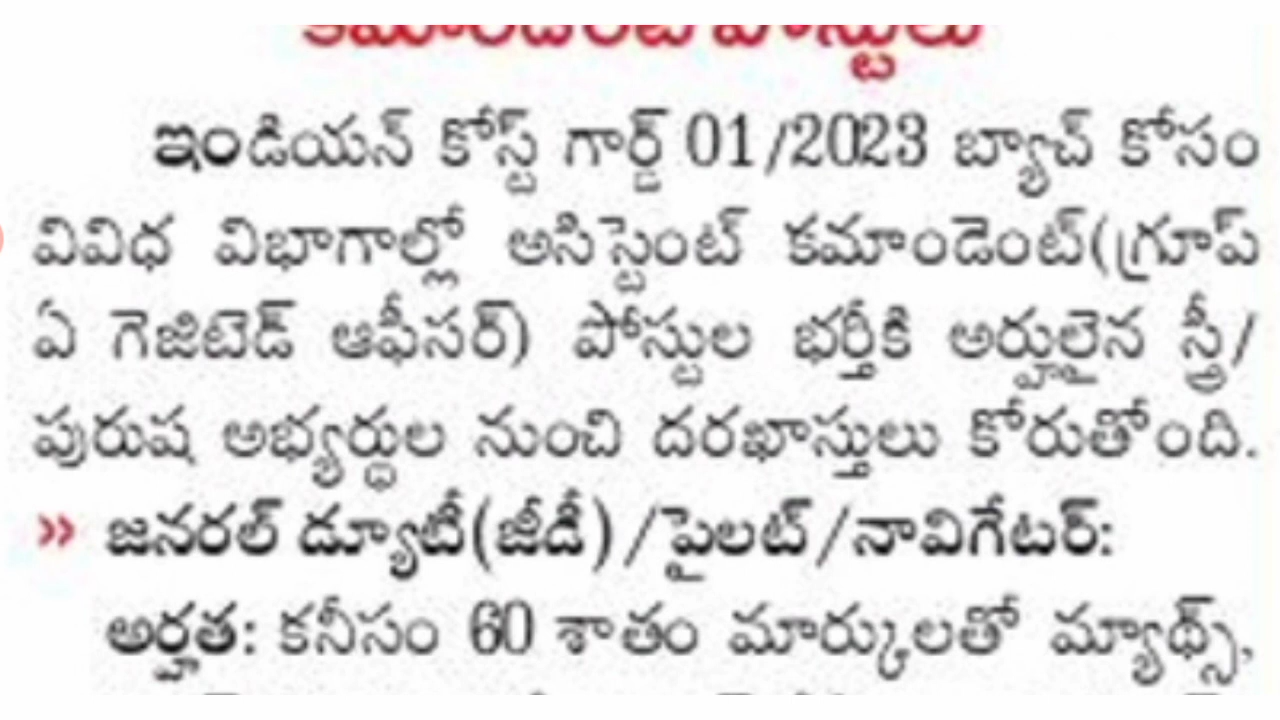 కమాండెంట్ పోస్టులు
ఇండియన్ కోస్ట్ గార్డ్ 01/2023 బ్యాచ్ కోసం
వివిధ విభాగాల్లో అసిస్టెంట్ కమాండెంట్(గ్రూప్
ఏ గెజిటెడ్ ఆఫీసర్) పోస్టుల భర్తీకి అర్హులైన స్త్రీ/
పురుష అభ్యర్థుల నుంచి దరఖాస్తులు కోరుతోంది.
» జనరల్ డ్యూటీ(జీడీ)/పైలట్/నావిగేటర్:
అర్హత: కనీసం 60 శాతం మార్కులతో మ్యాథ్స్,